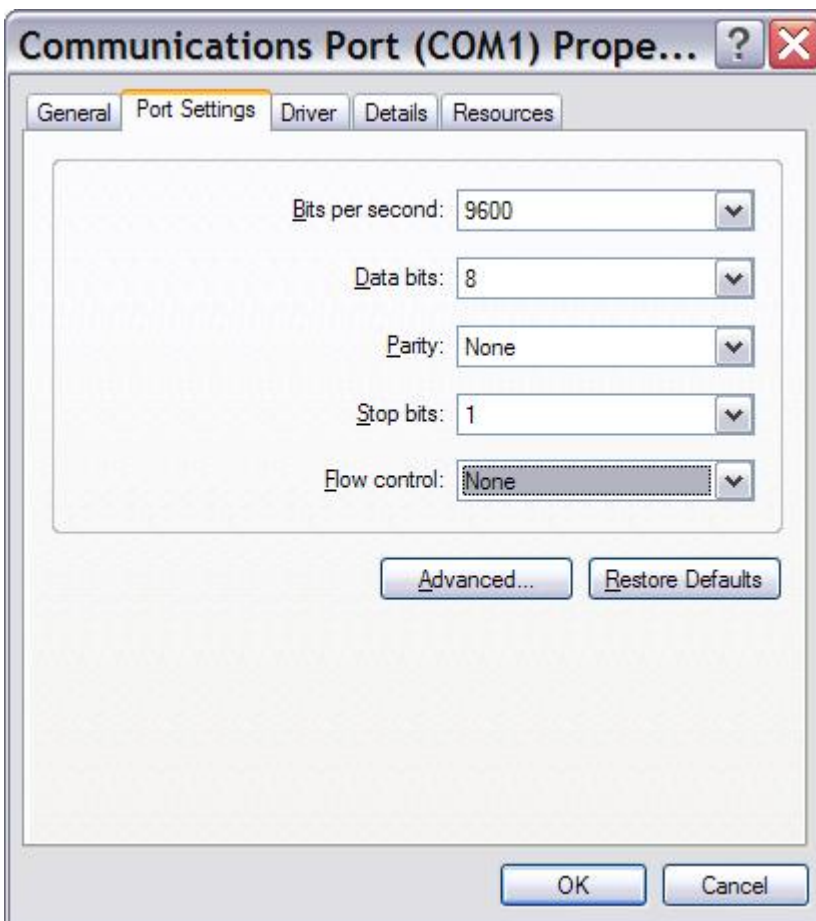 Communications Port (COM1) Prope...
General Port Settings Driver Details Resources
Bits per second: 9600
Data bits: 8
Parity: None
Stop bits: 1
Flow control: None
Advanced... Restore Defaults
OK Cancel